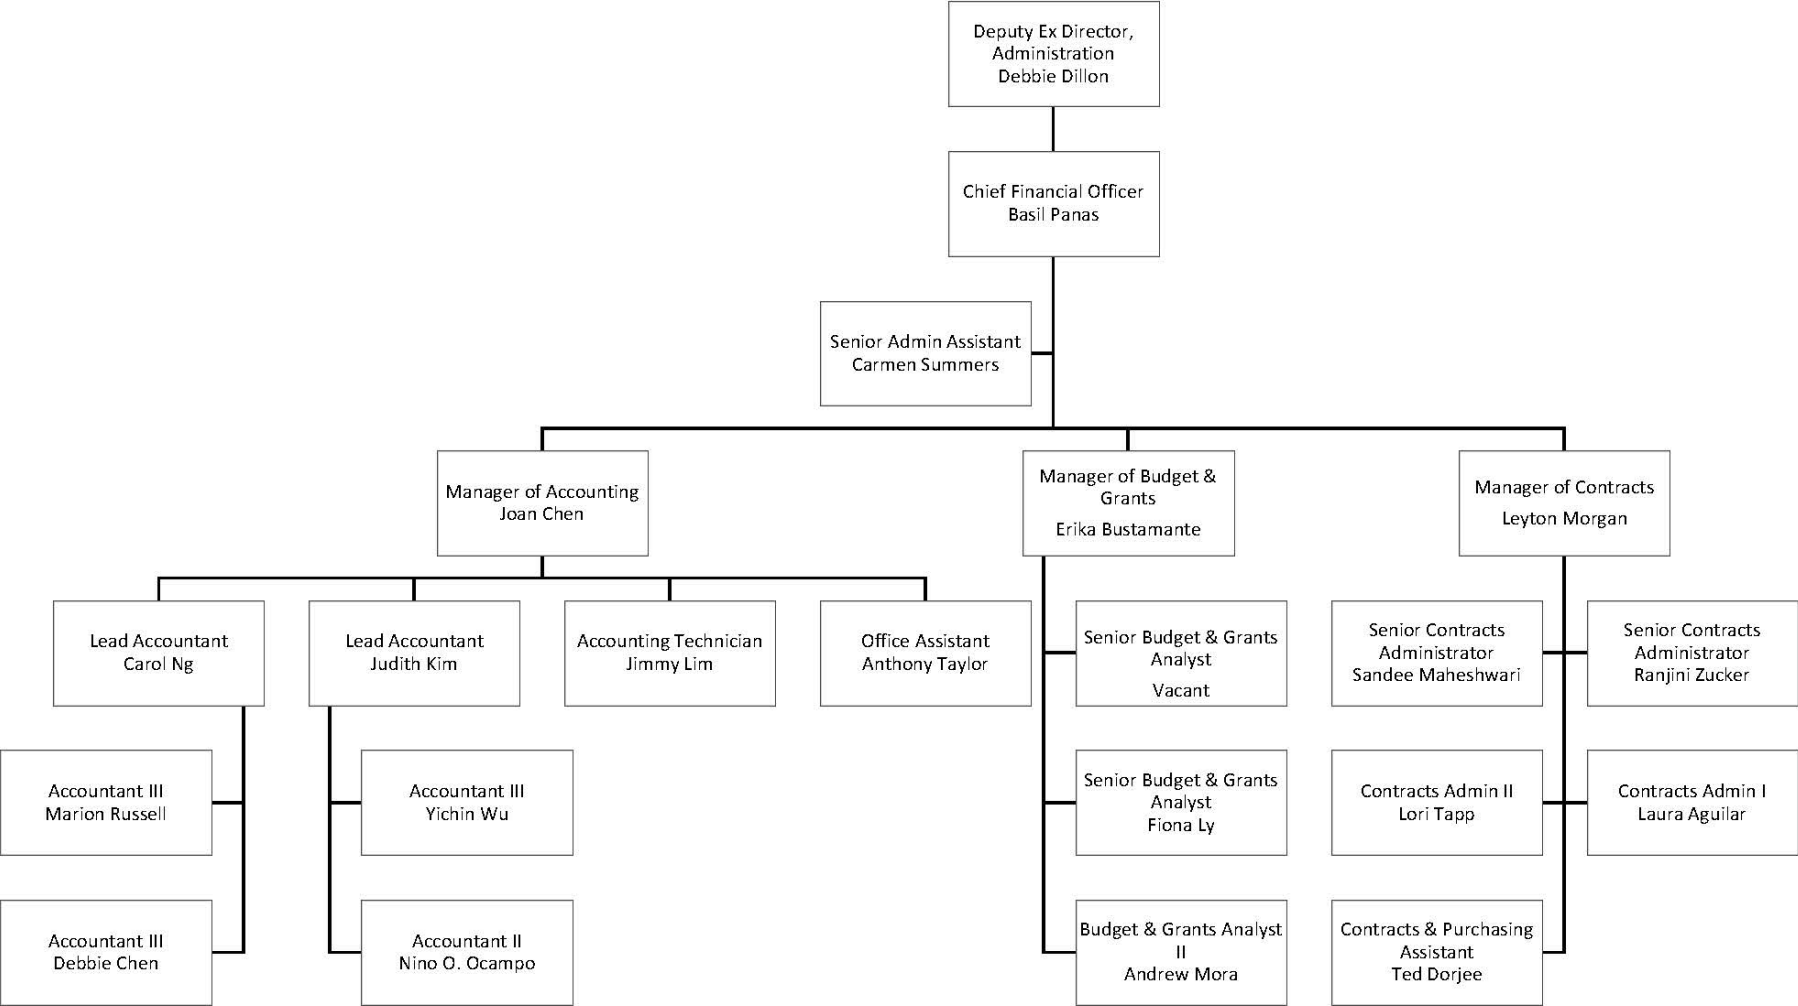 Deputy Ex Director,
Administration
Debbie Dillon
Chief Financial Officer
Basil Panas
Senior Admin Assistant
Carmen Summers
Manager of Accounting
Joan Chen
Manager of Budget &
Grants
Erika Bustamante
Manager of Contracts
Leyton Morgan
Lead Accountant
Carol Ng
Lead Accountant
Judith Kim
Accounting Technician
Jimmy Lim
Office Assistant
Anthony Taylor
Senior Budget & Grants
Analyst
Vacant
Senior Contracts
Administrator
Sandee Maheshwari
Senior Contracts
Administrator
Ranjini Zucker
Accountant III
Marion Russell
Accountant III
Yichin Wu
Senior Budget & Grants
Analyst
Fiona Ly
Contracts Admin II
Lori Tapp
Contracts Admin I
Laura Aguilar
Accountant III
Debbie Chen
Accountant II
Nino O. Ocampo
Budget & Grants Analyst
II
Andrew Mora
Contracts & Purchasing
Assistant
Ted Dorjee